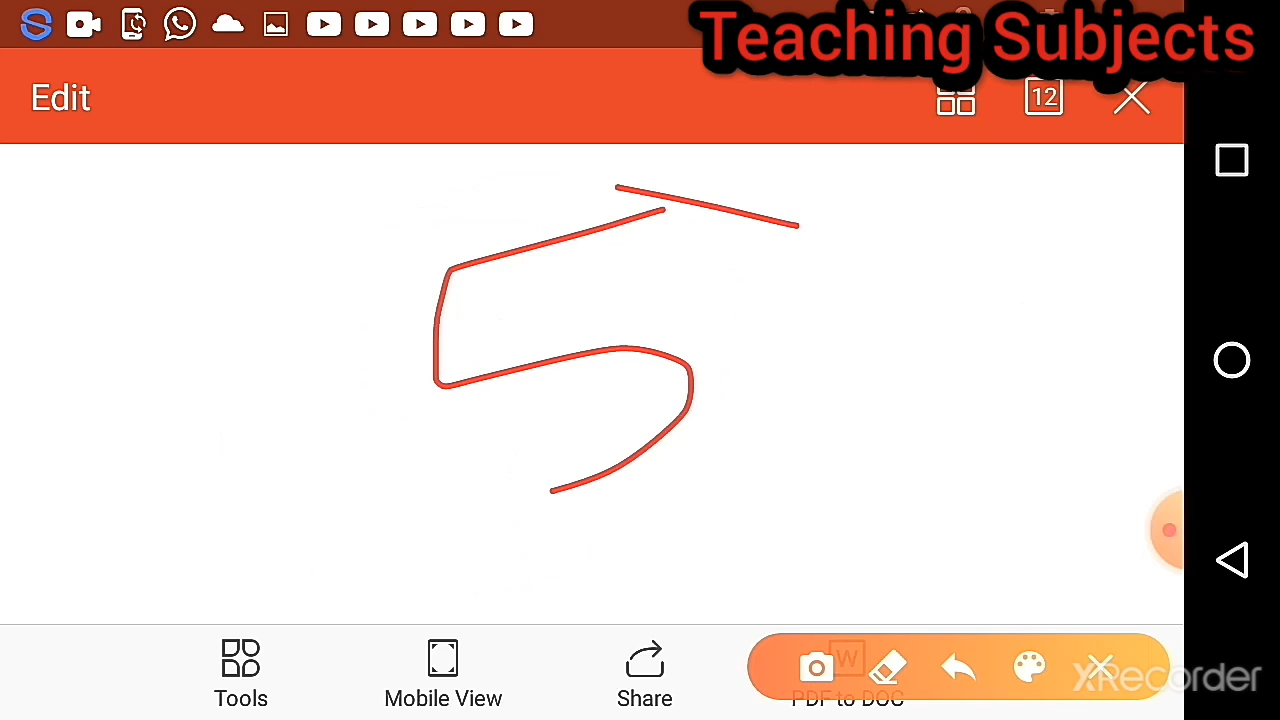 Teaching Subjects
Edit
12
5
Tools
Mobile View
Share
W
PDF to DOC
XRecorder